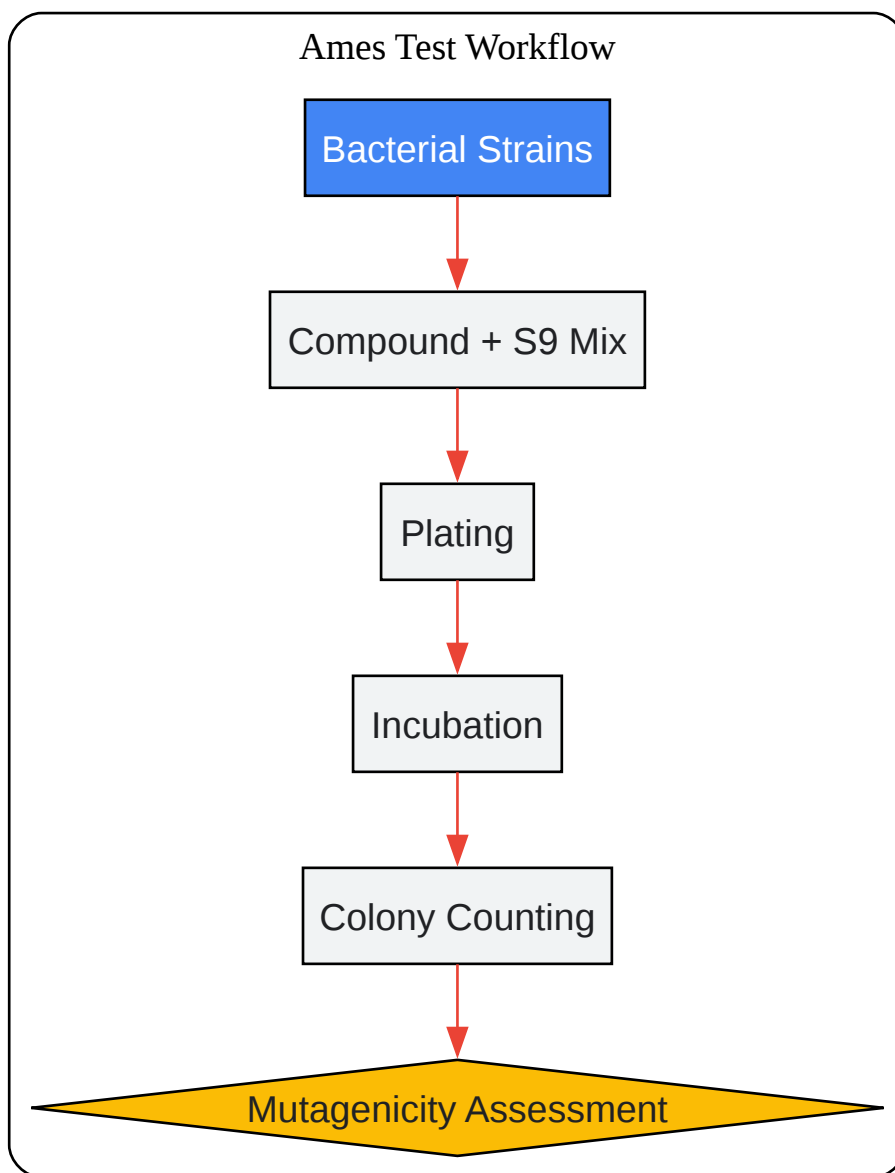 Ames Test Workflow
Bacterial Strains
Compound + S9 Mix
Plating
Incubation
Colony Counting
Mutagenicity Assessment